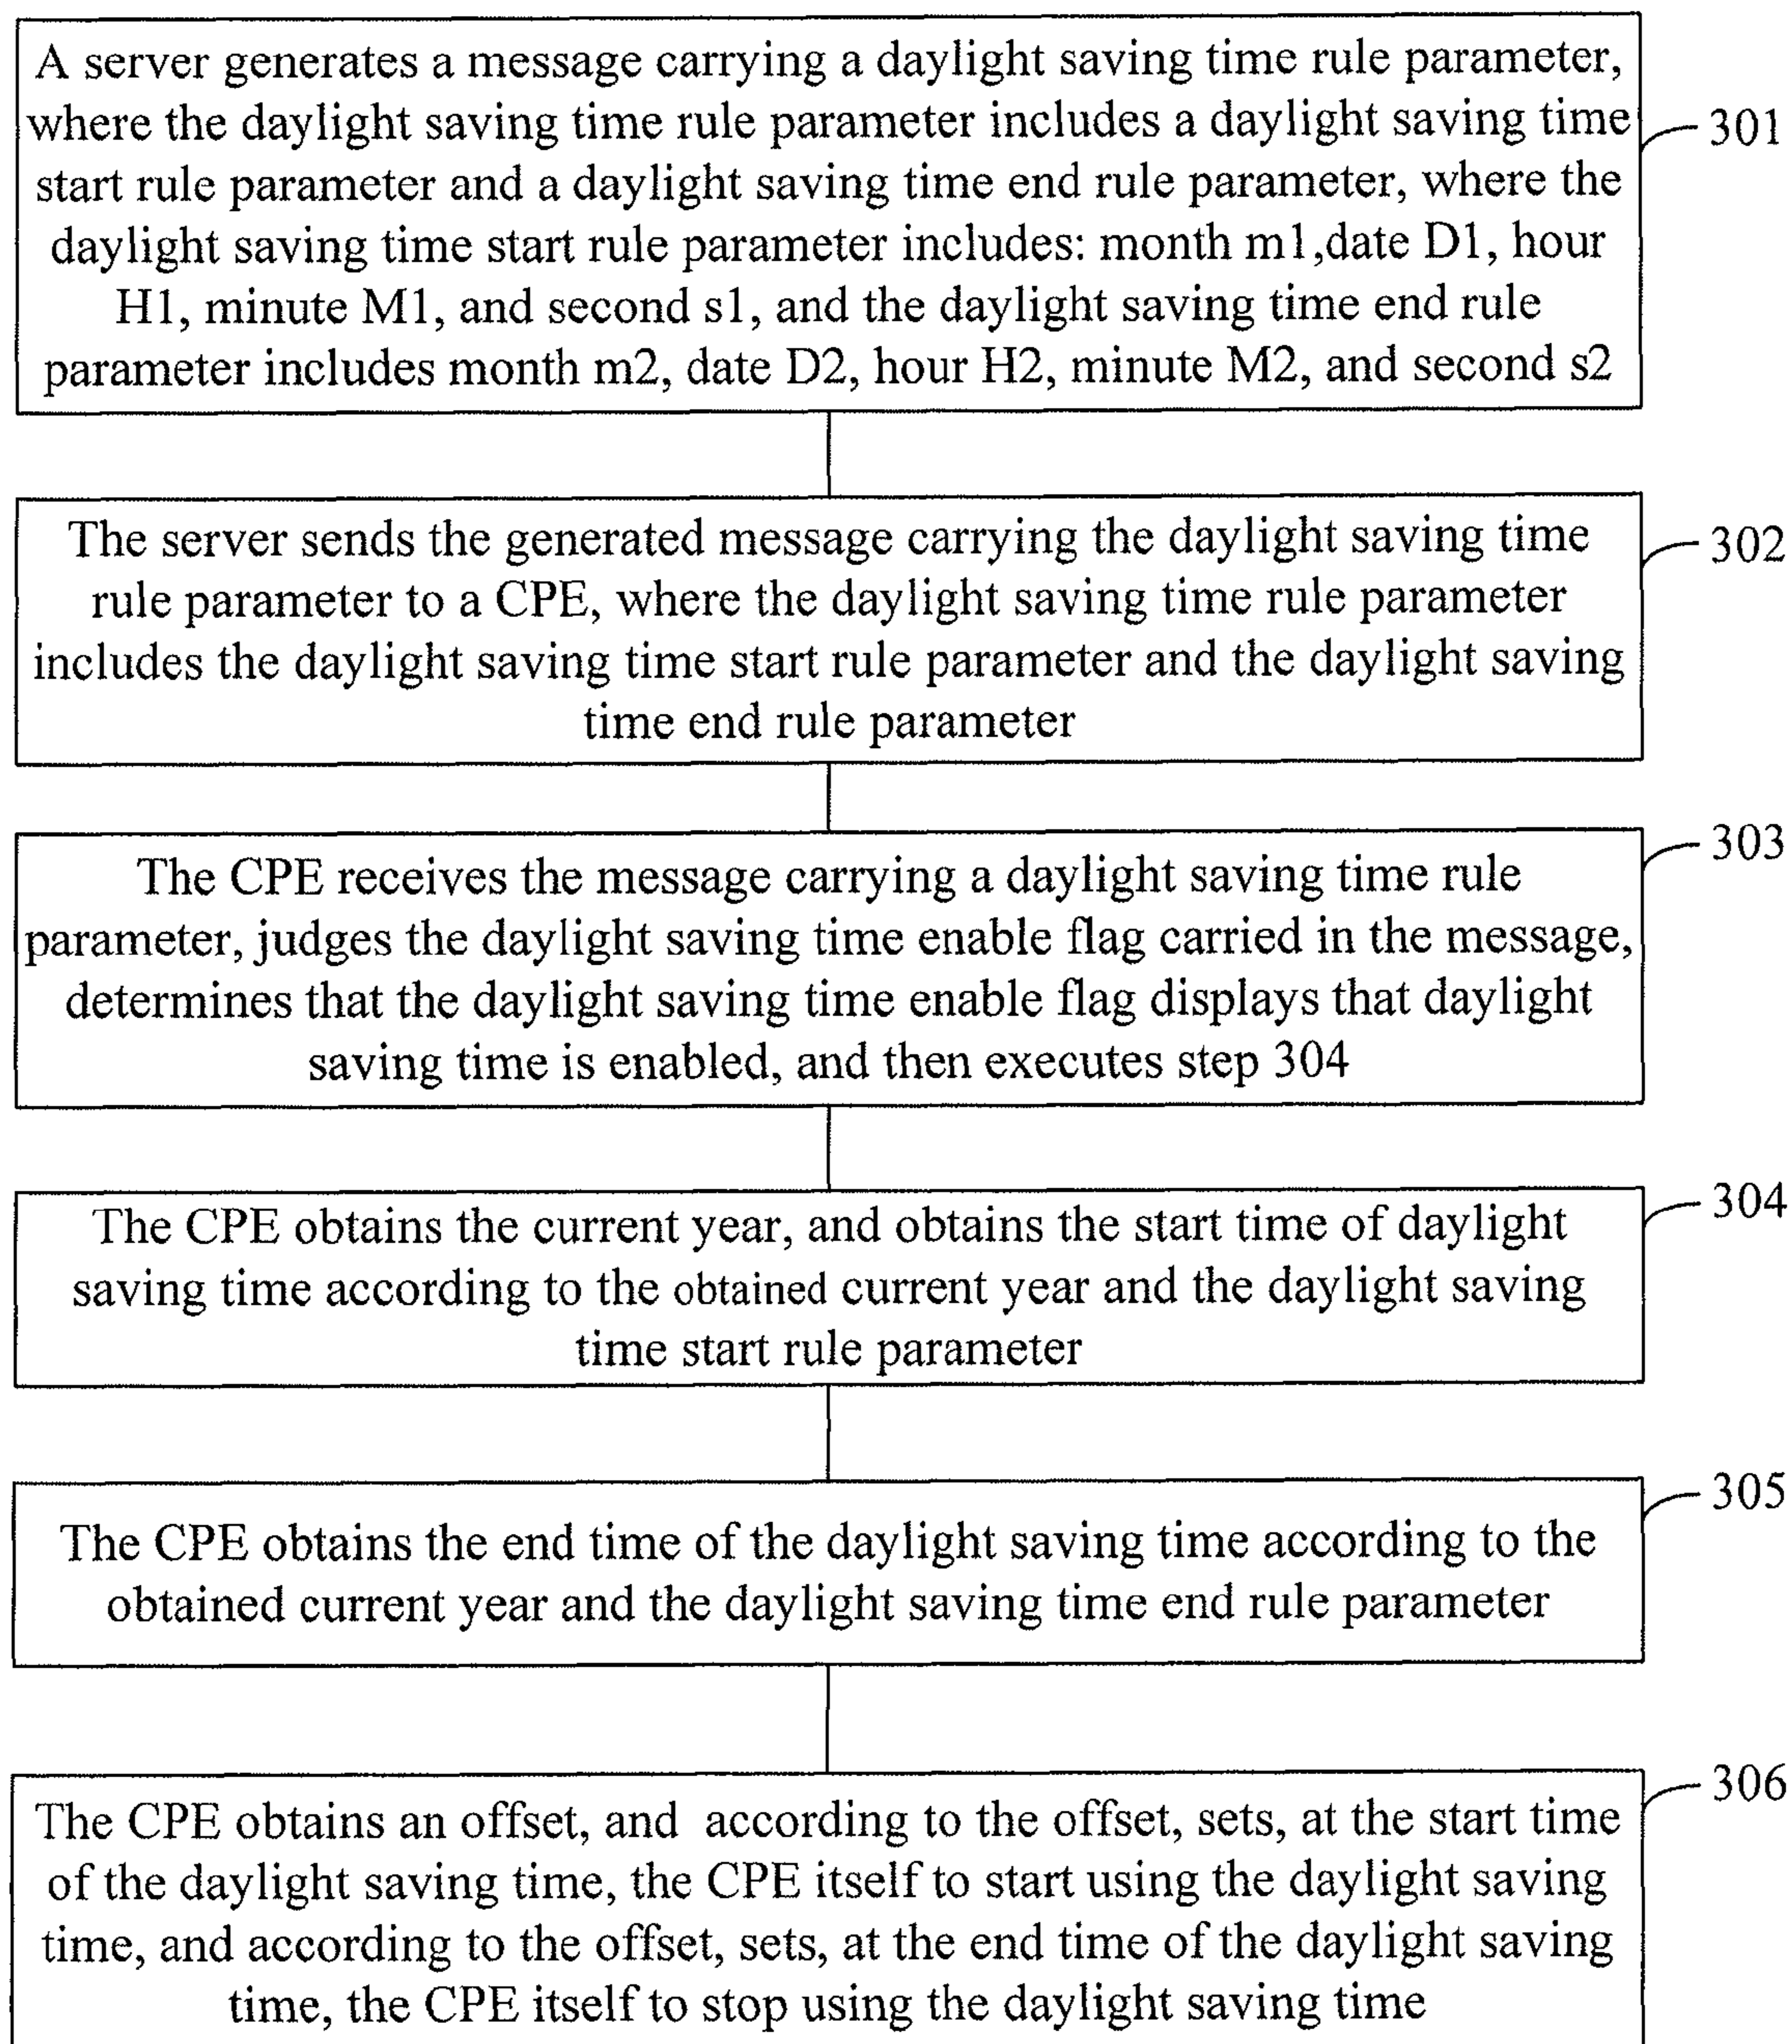 A server generates a message carrying a daylight saving time rule parameter,
where the daylight saving time rule parameter includes a daylight saving time
start rule parameter and a daylight saving time end rule parameter, where the
daylight saving time start rule parameter includes: month m1,date D1, hour
H1, minute M1, and second s1, and the daylight saving time end rule
parameter includes month m2, date D2, hour H2, minute M2, and second s2
301
The server sends the generated message carrying the daylight saving time
rule parameter to a CPE, where the daylight saving time rule parameter
includes the daylight saving time start rule parameter and the daylight saving
time end rule parameter
302
The CPE receives the message carrying a daylight saving time rule
parameter, judges the daylight saving time enable flag carried in the message,
determines that the daylight saving time enable flag displays that daylight
saving time is enabled, and then executes step 304
303
The CPE obtains the current year, and obtains the start time of daylight
saving time according to the obtained current year and the daylight saving
time start rule parameter
304
The CPE obtains the end time of the daylight saving time according to the
obtained current year and the daylight saving time end rule parameter
305
The CPE obtains an offset, and according to the offset, sets, at the start time
of the daylight saving time, the CPE itself to start using the daylight saving
time, and according to the offset, sets, at the end time of the daylight saving
time, the CPE itself to stop using the daylight saving time
306